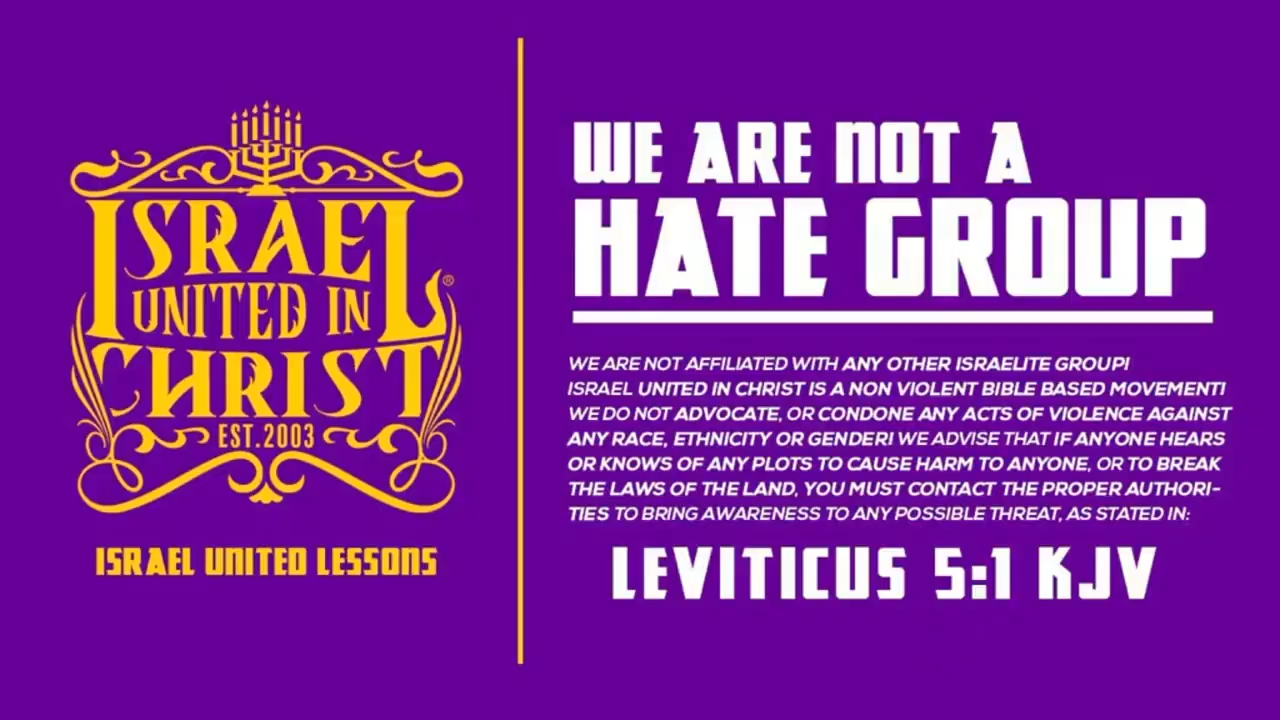 ISRAEL
UNITED IN
CHRIST
®
EST.2003
ISRAEL UNITED LESSONS
WE ARE NOT A
HATE GROUP
WE ARE NOT AFFILIATED WITH ANY OTHER ISRAELITE GROUP!
ISRAEL UNITED IN CHRIST IS A NON VIOLENT BIBLE BASED MOVEMENT!
WE DO NOT ADVOCATE, OR CONDONE ANY ACTS OF VIOLENCE AGAINST
ANY RACE, ETHNICITY OR GENDER! WE ADVISE THAT IF ANYONE HEARS
OR KNOWS OF ANY PLOTS TO CAUSE HARM TO ANYONE, OR TO BREAK
THE LAWS OF THE LAND, YOU MUST CONTACT THE PROPER AUTHORI-
TIES TO BRING AWARENESS TO ANY POSSIBLE THREAT, AS STATED IN:
LEVITICUS 5:1 KJV